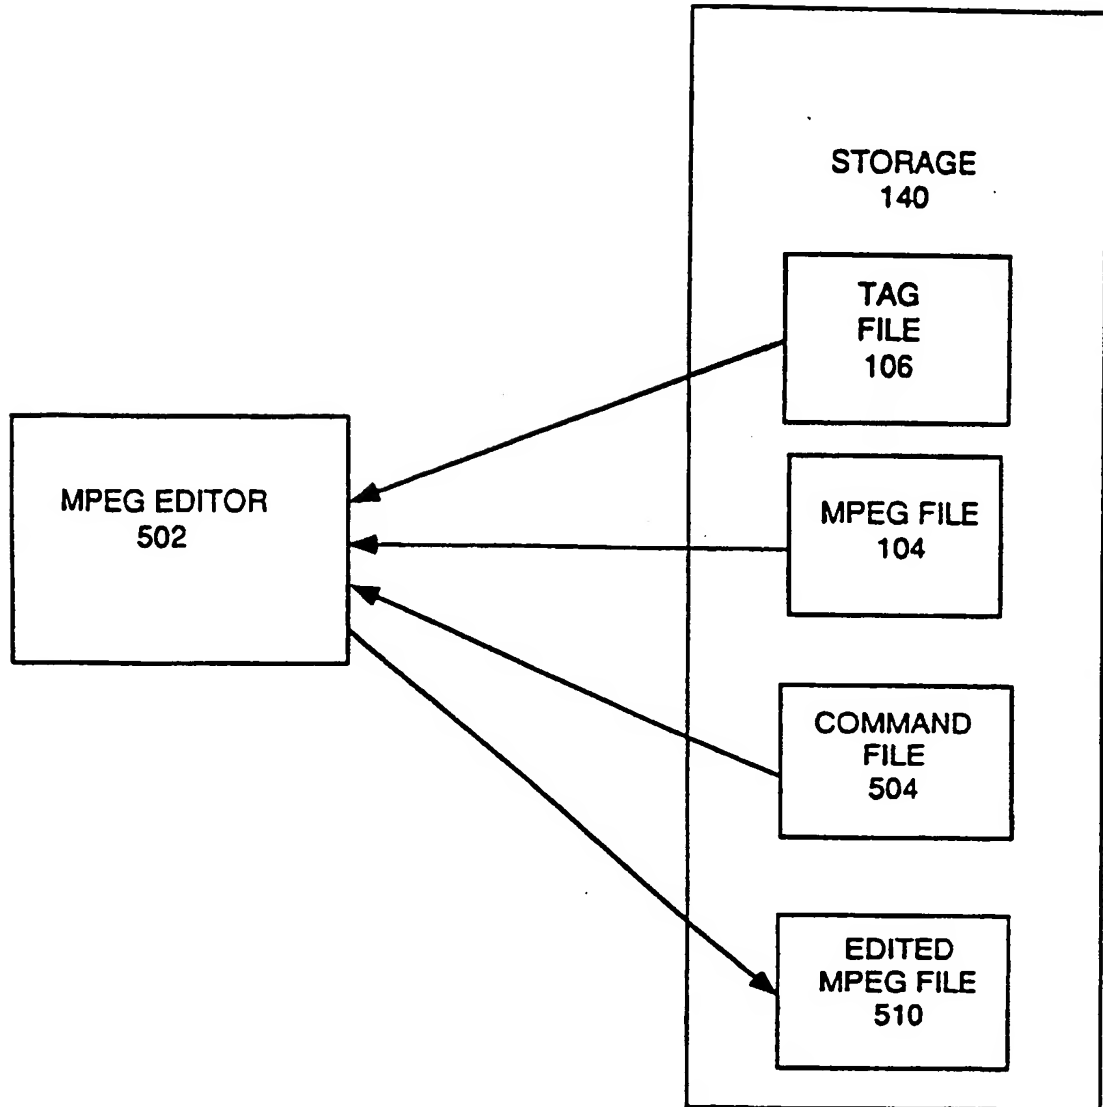 STORAGE
140
TAG
FILE
106
MPEG EDITOR
502
MPEG FILE
104
COMMAND
FILE
504
EDITED
MPEG FILE
510